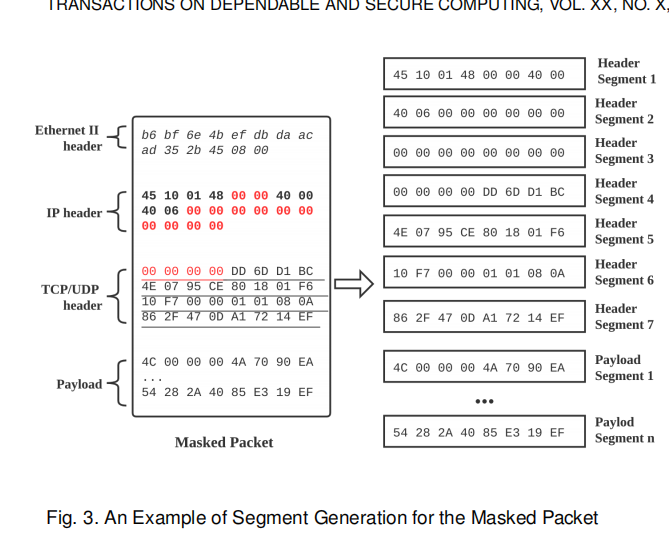 TRANSACTIONS ON DEPENDABLE AND SECURE COMPUTING, VOL. XX, NO. X,
Ethernet II
header
b6 bf 6e 4b ef db da ac
ad 35 2b 45 08 00
IP header
45 10 01 48 00 00 40 00
40 06 00 00 00 00 00 00
00 00 00 00
TCP/UDP
header
00 00 00 00 DD 6D D1 BC
4E 07 95 CE 80 18 01 F6
10 F7 00 00 01 01 08 0A
86 2F 47 0D A1 72 14 EF
Payload
4C 00 00 00 4A 70 90 EA
...
54 28 2A 40 85 E3 19 EF
Masked Packet
45 10 01 48 00 00 40 00
Header
Segment 1
40 06 00 00 00 00 00 00
Header
Segment 2
00 00 00 00 00 00 00 00
Header
Segment 3
00 00 00 00 DD 6D D1 BC
Header
Segment 4
4E 07 95 CE 80 18 01 F6
Header
Segment 5
10 F7 00 00 01 01 08 0A
Header
Segment 6
86 2F 47 0D A1 72 14 EF
Header
Segment 7
4C 00 00 00 4A 70 90 EA
Payload
Segment 1
•••
54 28 2A 40 85 E3 19 EF
Paylod
Segment n
Fig. 3. An Example of Segment Generation for the Masked Packet